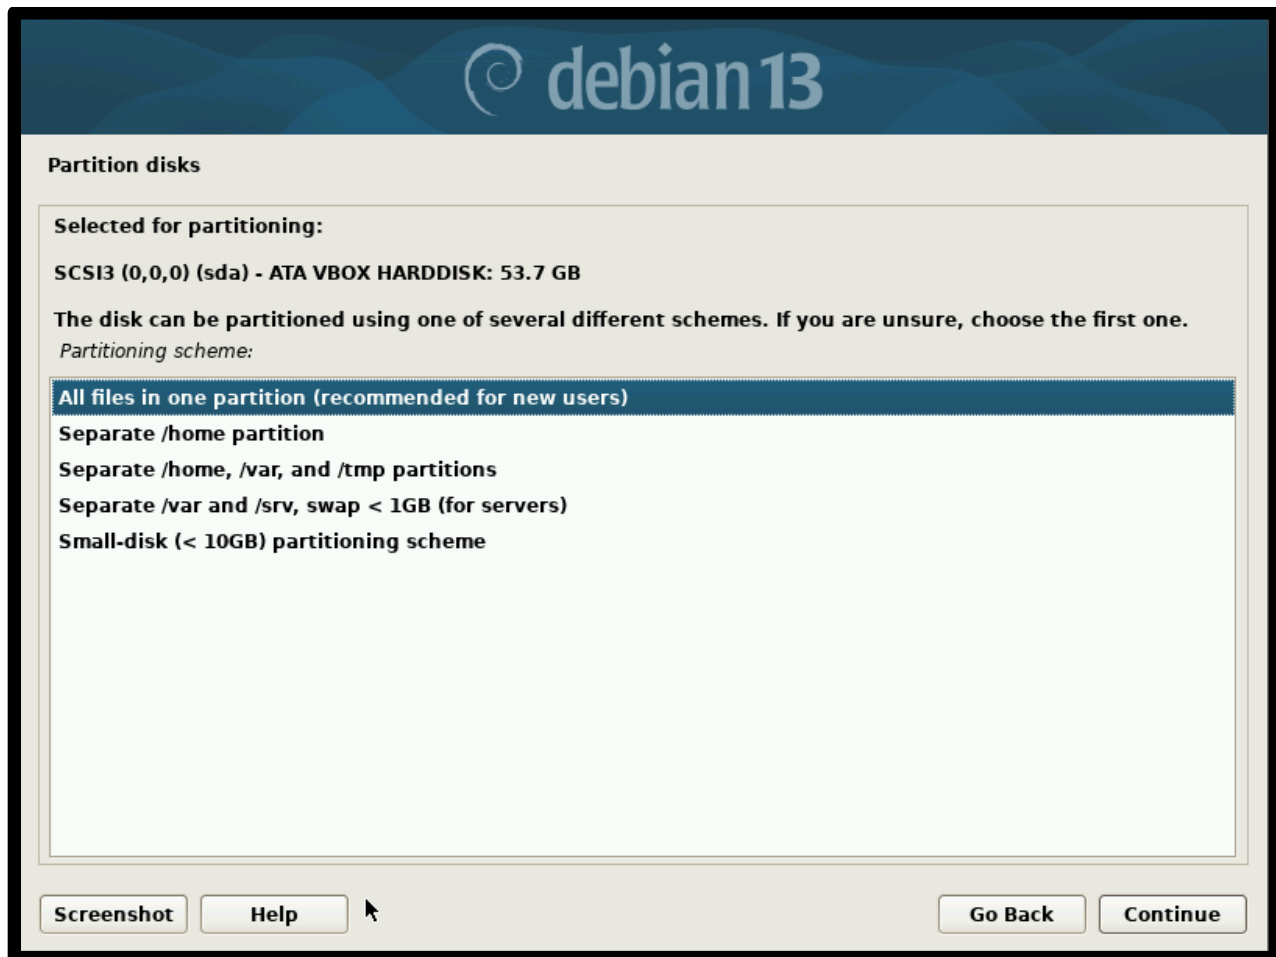 debian 13
Partition disks
Selected for partitioning:
SCSI3 (0,0,0) (sda) - ATA VBOX HARDDISK: 53.7 GB
The disk can be partitioned using one of several different schemes. If you are unsure, choose the first one.
Partitioning scheme:
All files in one partition (recommended for new users)
Separate /home partition
Separate /home, /var, and /tmp partitions
Separate /var and /srv, swap < 1GB (for servers)
Small-disk (< 10GB) partitioning scheme
Screenshot Help Go Back Continue